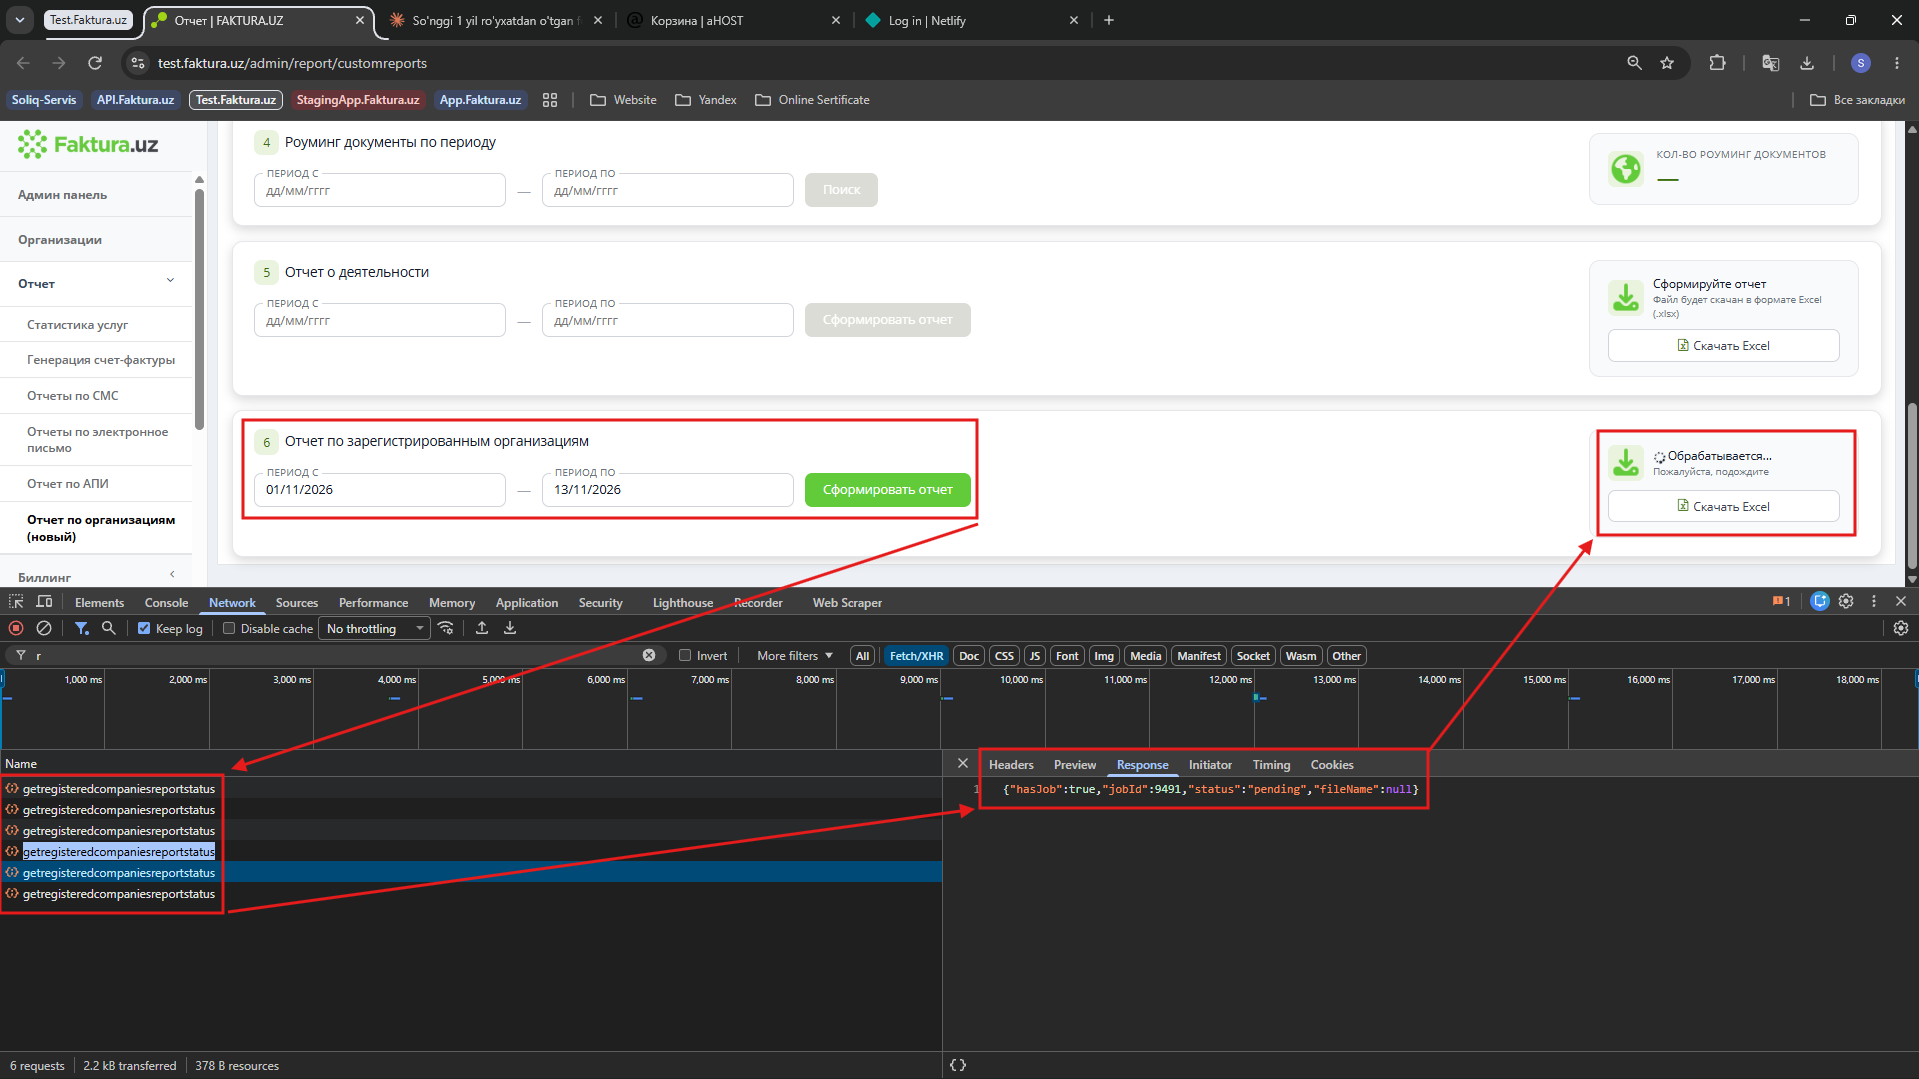 Test.Faktura.uz
Отчет | FAKTURA.UZ
So'nggi 1 yil ro'yxatdan o'tgan f
Корзина | aHOST
Log in | Netlify
test.faktura.uz/admin/report/customreports
S
Soliq-Servis
API.Faktura.uz
Test.Faktura.uz
StagingApp.Faktura.uz
App.Faktura.uz
Website
Yandex
Online Sertificate
Все закладки
Faktura.uz
Админ панель
Организации
Отчет
Статистика услуг
Генерация счет-фактуры
Отчеты по СМС
Отчеты по электронное
письмо
Отчет по АПИ
Отчет по организациям
(новый)
Биллинг
4 Роуминг документы по периоду
ПЕРИОД С
дд/мм/гггг
—
ПЕРИОД ПО
дд/мм/гггг
Поиск
КОЛ-ВО РОУМИНГ ДОКУМЕНТОВ
—
5 Отчет о деятельности
ПЕРИОД С
дд/мм/гггг
—
ПЕРИОД ПО
дд/мм/гггг
Сформировать отчет
Сформируйте отчет
Файл будет скачан в формате Excel
(.xlsx)
Скачать Excel
6 Отчет по зарегистрированным организациям
ПЕРИОД С
01/11/2026
—
ПЕРИОД ПО
13/11/2026
Сформировать отчет
Обрабатывается...
Пожалуйста, подождите
Скачать Excel
Elements
Console
Network
Sources
Performance
Memory
Application
Security
Lighthouse
Recorder
Web Scraper
1
Keep log
Disable cache
No throttling
r
Invert
More filters
All
Fetch/XHR
Doc
CSS
JS
Font
Img
Media
Manifest
Socket
Wasm
Other
1,000 ms
2,000 ms
3,000 ms
4,000 ms
5,000 ms
6,000 ms
7,000 ms
8,000 ms
9,000 ms
10,000 ms
11,000 ms
12,000 ms
13,000 ms
14,000 ms
15,000 ms
16,000 ms
17,000 ms
18,000 ms
Name
getregisteredcompaniesreportstatus
getregisteredcompaniesreportstatus
getregisteredcompaniesreportstatus
getregisteredcompaniesreportstatus
getregisteredcompaniesreportstatus
getregisteredcompaniesreportstatus
Headers
Preview
Response
Initiator
Timing
Cookies
1 {"hasJob":true,"jobId":9491,"status":"pending","fileName":null}
6 requests
2.2 kB transferred
378 B resources
{ }